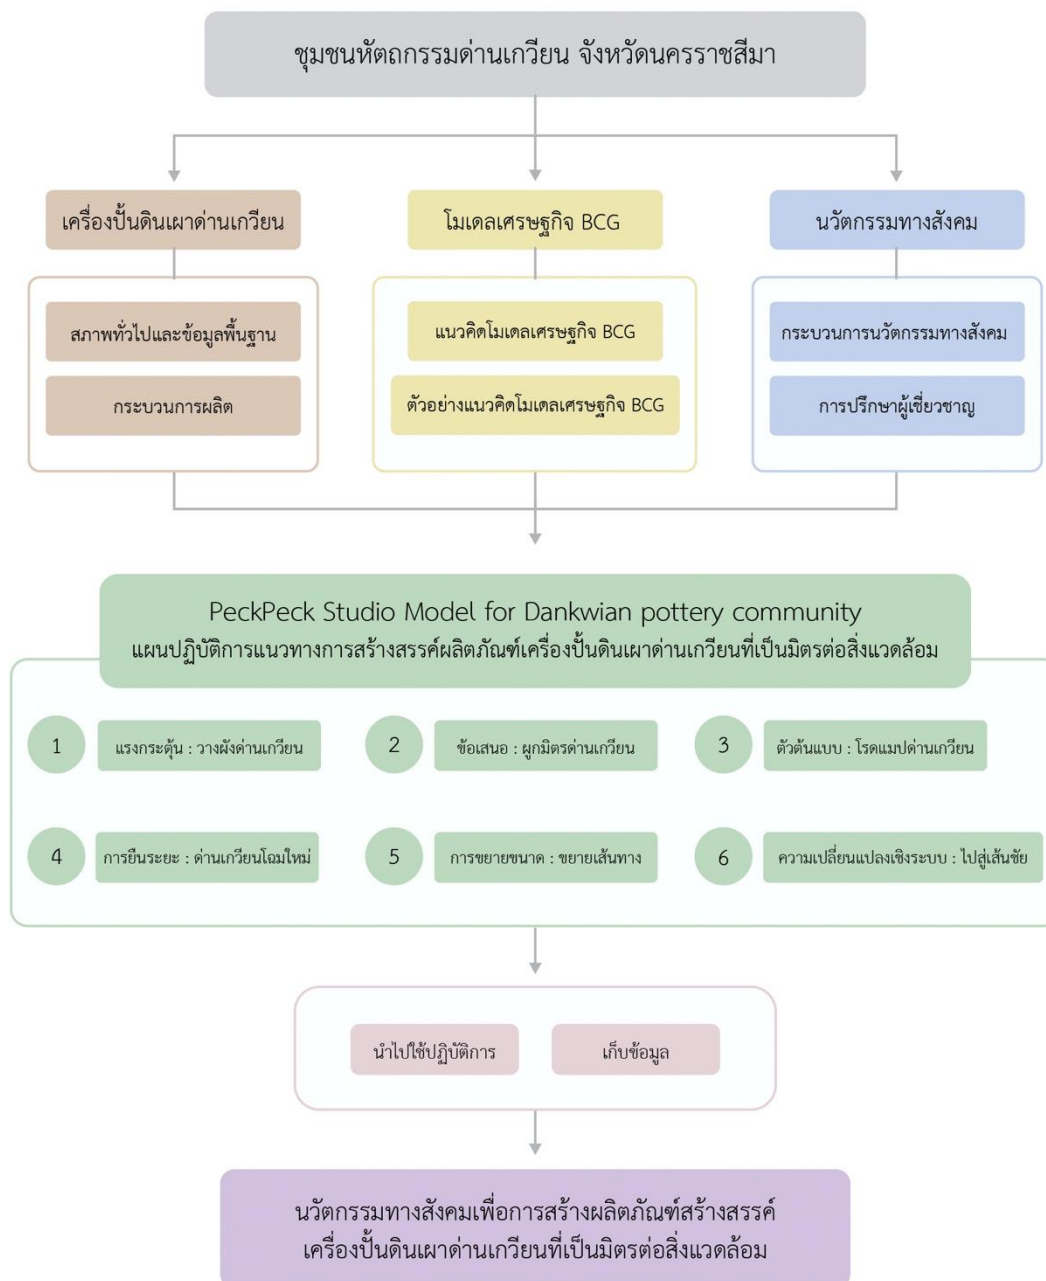 ชุมชนหัตถกรรมด่านเกวียน จังหวัดนครราชสีมา
เครื่องปั้นดินเผาด่านเกวียน
โมเดลเศรษฐกิจ BCG
นวัตกรรมทางสังคม
สภาพทั่วไปและข้อมูลพื้นฐาน
แนวคิดโมเดลเศรษฐกิจ BCG
กระบวนการนวัตกรรมทางสังคม
กระบวนการผลิต
ตัวอย่างแนวคิดโมเดลเศรษฐกิจ BCG
การปรึกษาผู้เชี่ยวชาญ
PeckPeck Studio Model for Dankwian pottery community
แผนปฏิบัติการแนวทางการสร้างสรรค์ผลิตภัณฑ์เครื่องปั้นดินเผาด่านเกวียนที่เป็นมิตรต่อสิ่งแวดล้อม
1 แรงกระตุ้น : วางผังด่านเกวียน
2 ข้อเสนอ : ผูกมิตรด่านเกวียน
3 ตัวต้นแบบ : โรดแมปด่านเกวียน
4 การยืนระยะ : ด่านเกวียนโฉมใหม่
5 การขยายขนาด : ขยายเส้นทาง
6 ความเปลี่ยนแปลงเชิงระบบ : ไปสู่เส้นชัย
นำไปใช้ปฏิบัติการ
เก็บข้อมูล
นวัตกรรมทางสังคมเพื่อการสร้างผลิตภัณฑ์สร้างสรรค์
เครื่องปั้นดินเผาด่านเกวียนที่เป็นมิตรต่อสิ่งแวดล้อม